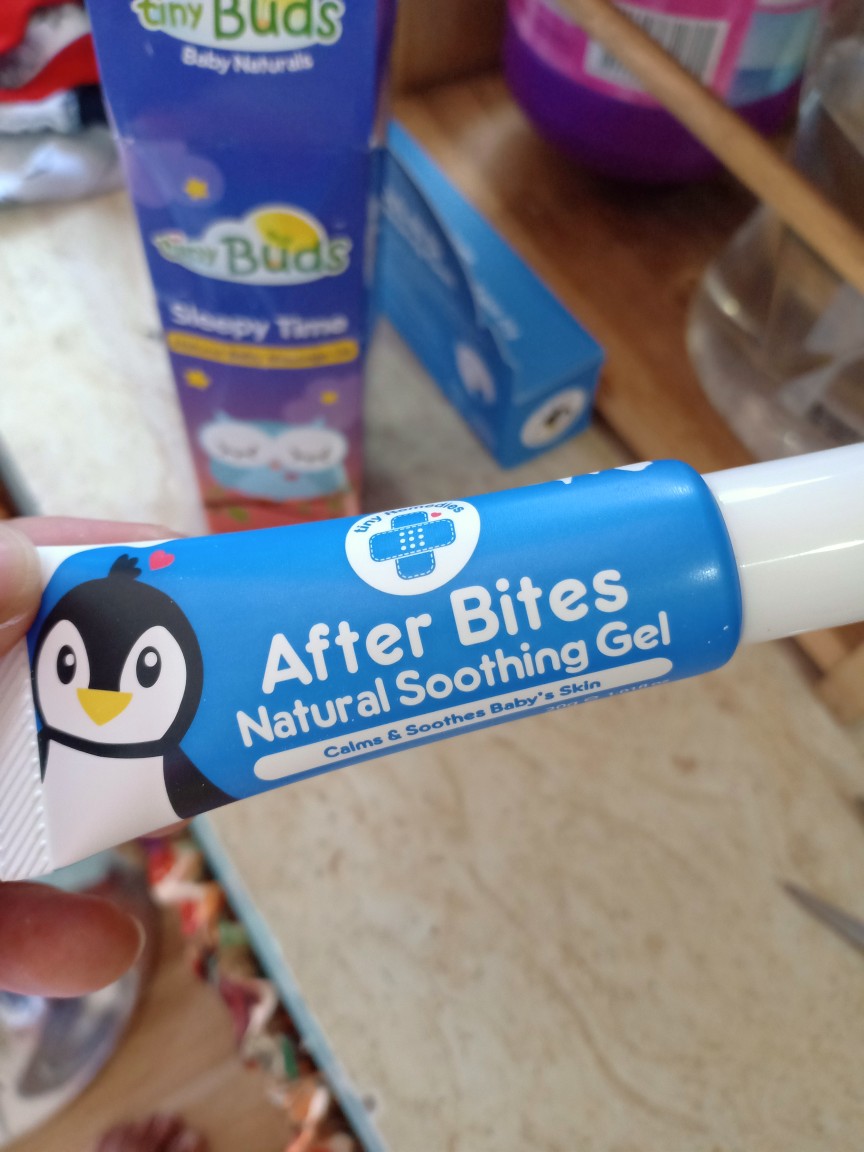 tiny Buds
Baby Naturals
tiny Buds
Sleepy Time
tiny Remedies
After Bites
Natural Soothing Gel
Calms & Soothes Baby's Skin